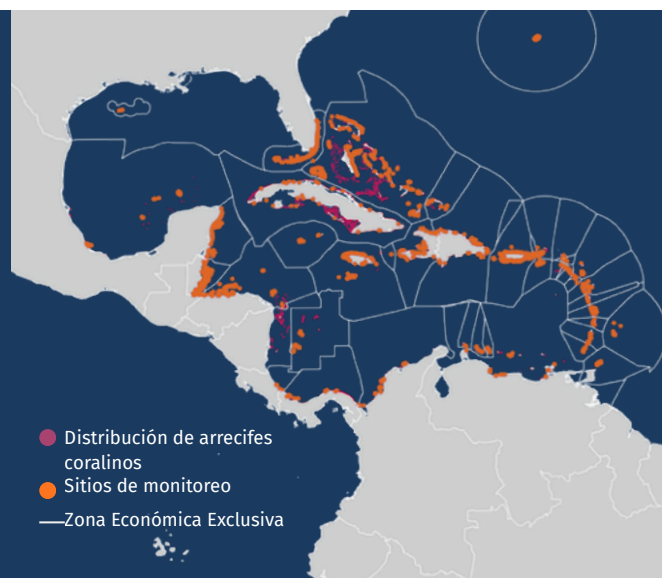 Distribución de arrecifes
coralinos
Sitios de monitoreo
Zona Económica Exclusiva